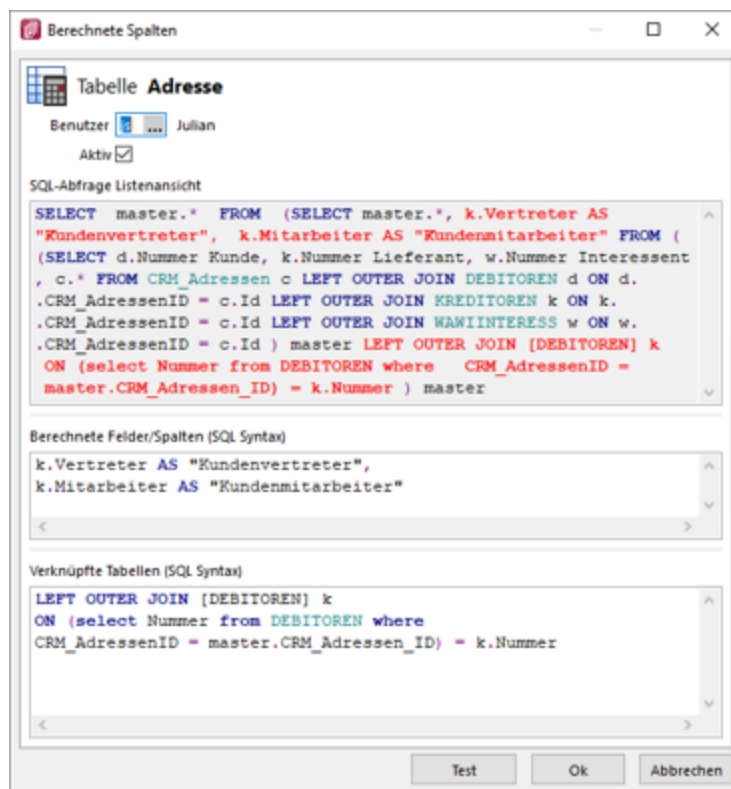 Berechnete Spalten
Tabelle Adresse
Benutzer ... Julian
Aktiv
SQL-Abfrage Listenansicht
SELECT master.* FROM (SELECT master.*, k.Vertreter AS
"Kundenvertreter", k.Mitarbeiter AS "Kundenmitarbeiter" FROM (
(SELECT d.Nummer Kunde, k.Nummer Lieferant, w.Nummer Interessent
, c.* FROM CRM_Adressen c LEFT OUTER JOIN DEBITOREN d ON d.
.CRM_AdressenID = c.Id LEFT OUTER JOIN KREDITOREN k ON k.
.CRM_AdressenID = c.Id LEFT OUTER JOIN WAWIINTERESS w ON w.
.CRM_AdressenID = c.Id ) master LEFT OUTER JOIN [DEBITOREN] k
ON (select Nummer from DEBITOREN where CRM_AdressenID =
master.CRM_Adressen_ID) = k.Nummer ) master
Berechnete Felder/Spalten (SQL Syntax)
k.Vertreter AS "Kundenvertreter",
k.Mitarbeiter AS "Kundenmitarbeiter"
Verknüpfte Tabellen (SQL Syntax)
LEFT OUTER JOIN [DEBITOREN] k
ON (select Nummer from DEBITOREN where
CRM_AdressenID = master.CRM_Adressen_ID) = k.Nummer
Test Ok Abbrechen